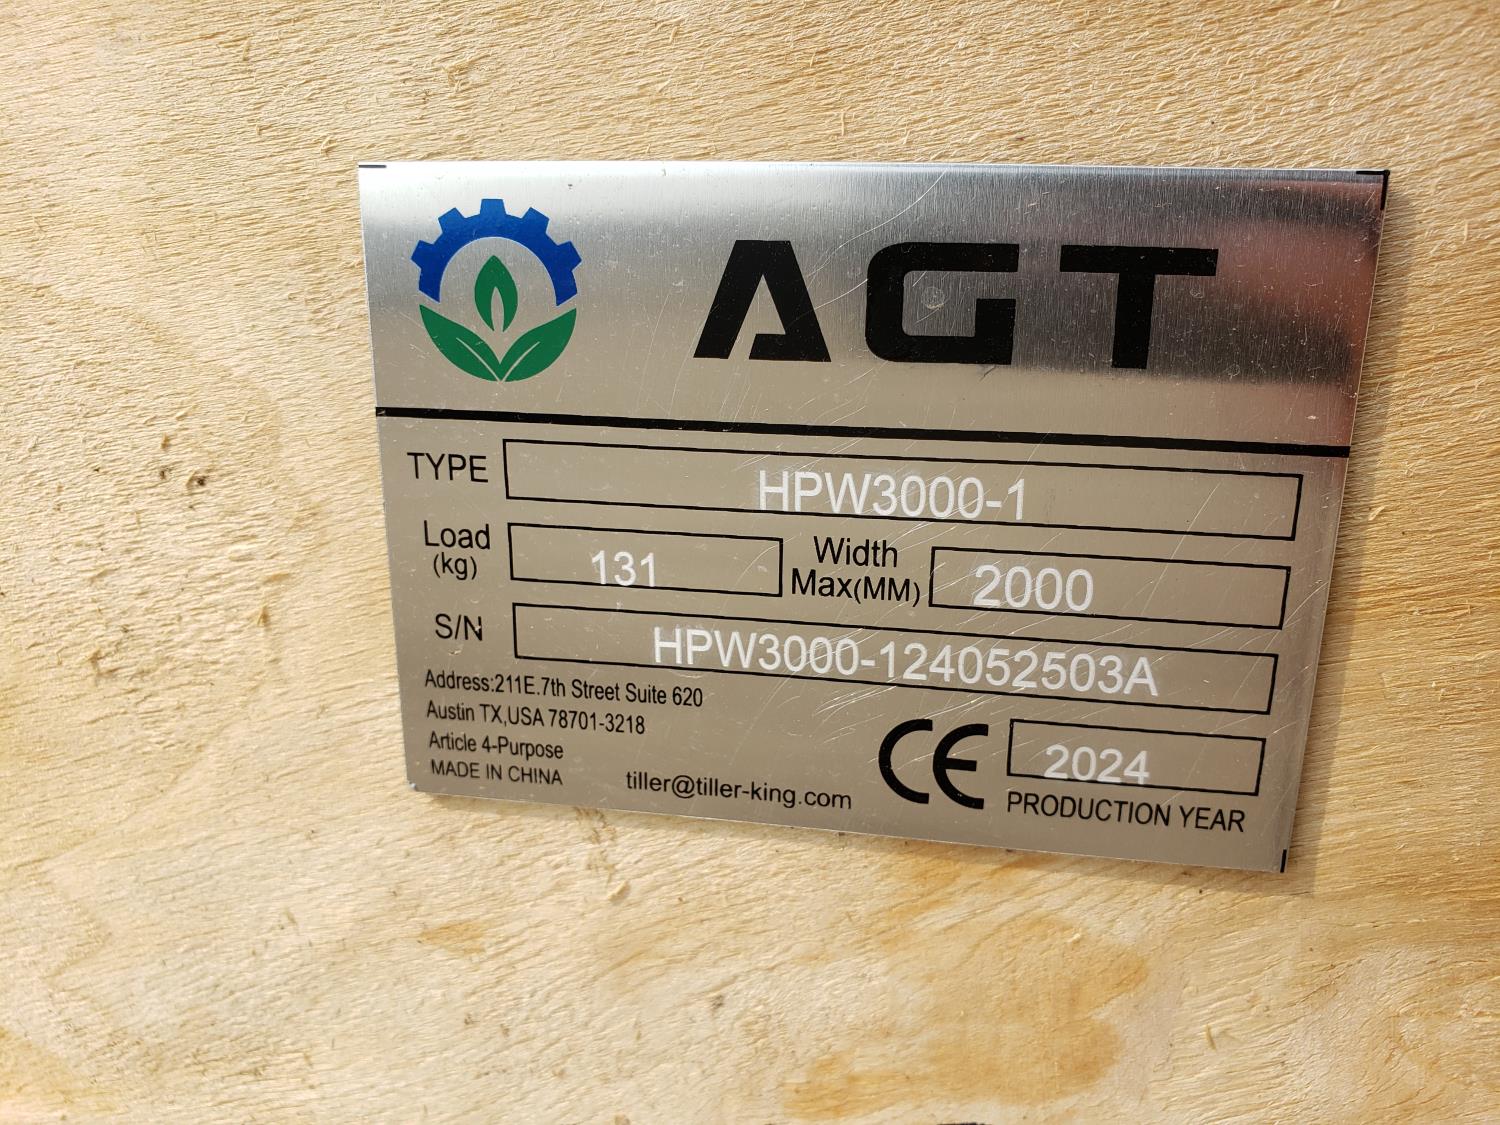 AGT
TYPE HPW3000-1
Load (kg) 131 Width Max(MM) 2000
S/N HPW3000-124052503A
Address:211E.7th Street Suite 620
Austin TX,USA 78701-3218
Article 4-Purpose
MADE IN CHINA
tiller@tiller-king.com
CE
2024
PRODUCTION YEAR